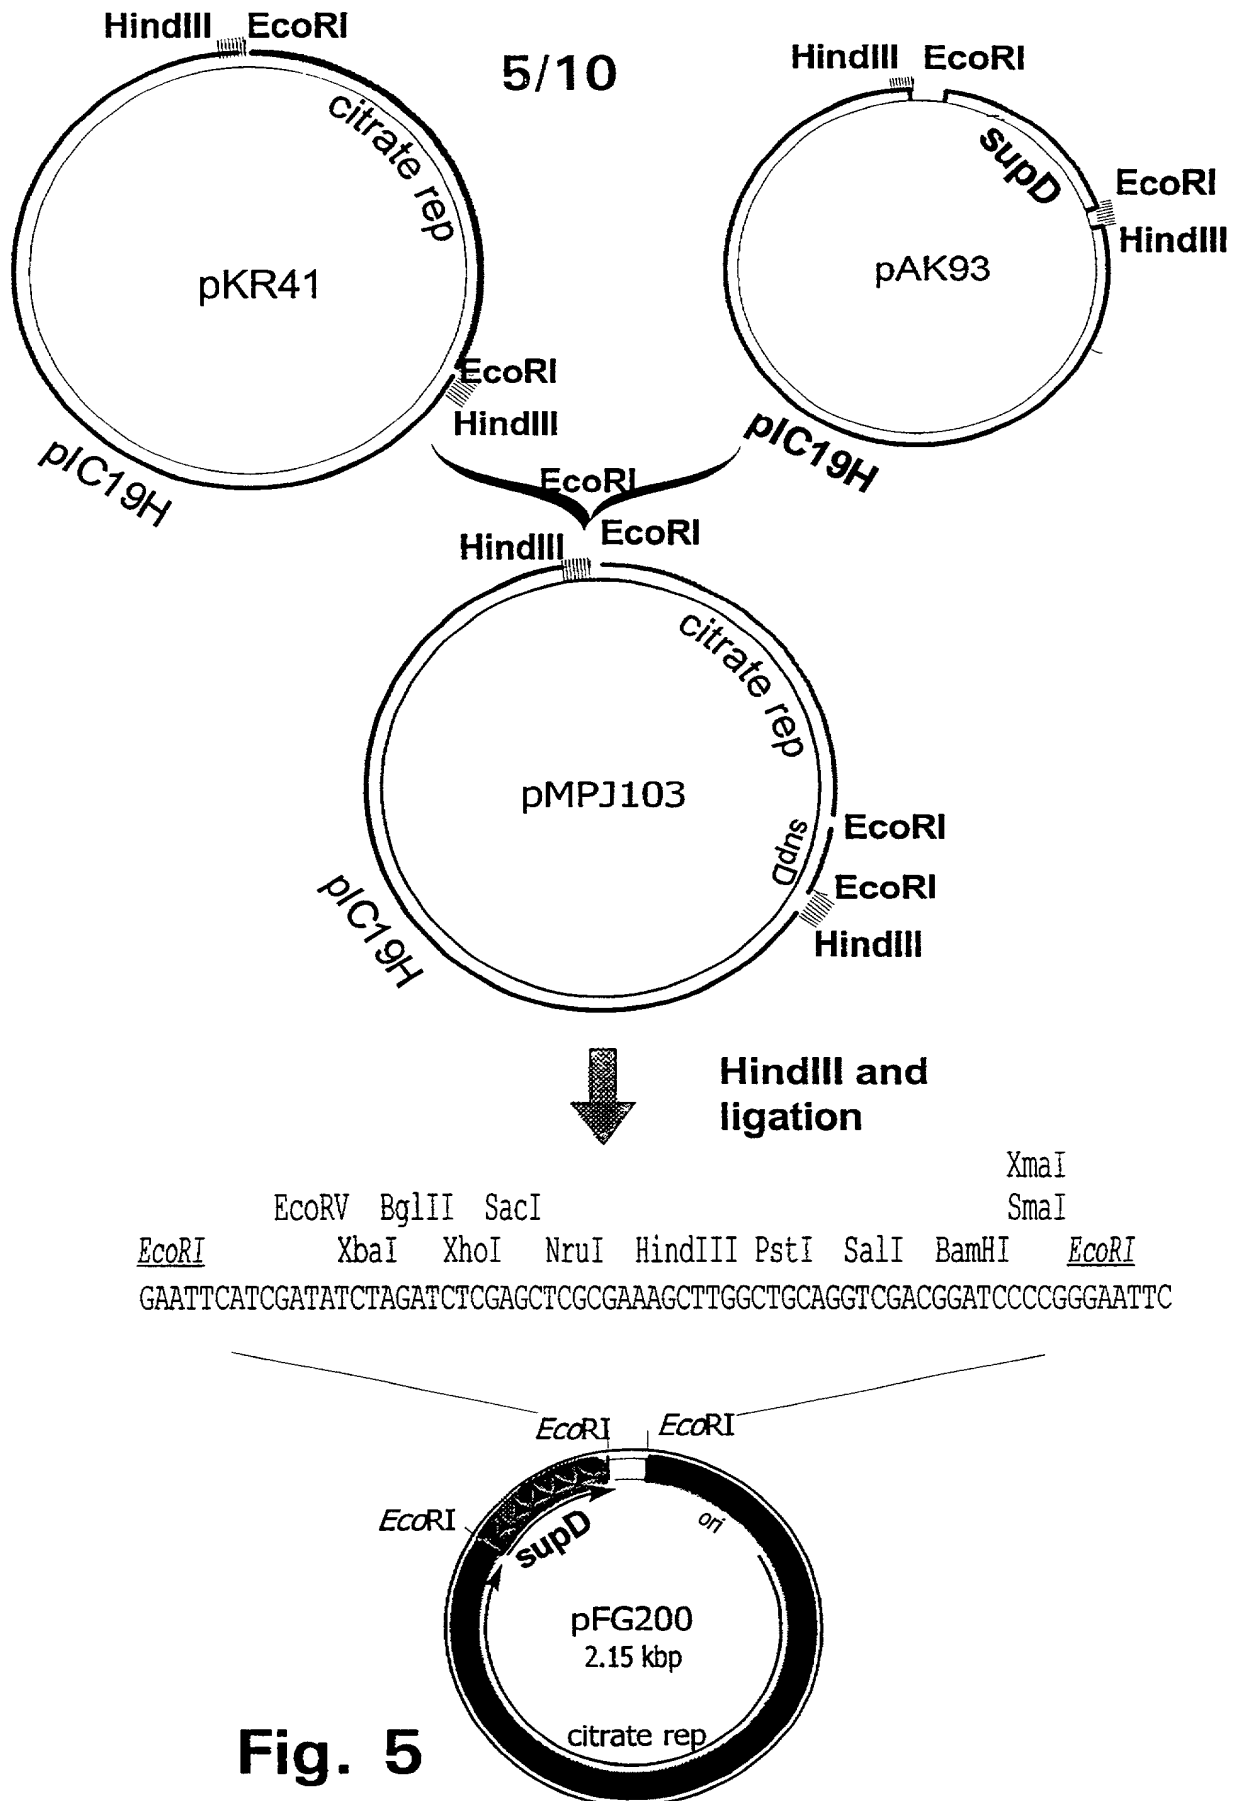 HindIII EcoRI
5/10
HindIII EcoRI
citrate rep
supD
EcoRI
HindIII
pKR41
pAK93
EcoRI
HindIII
pIC19H
pIC19H
EcoRI
HindIII EcoRI
citrate rep
pMPJ103
supD
EcoRI
EcoRI
HindIII
pIC19H
HindIII and
ligation
XmaI
EcoRV BglII SacI SmaI
EcoRI XbaI XhoI NruI HindIII PstI SalI BamHI EcoRI
GAATTCATCGATATCTAGATCTCGAGCTCGCGAAAGCTTGGCTGCAGGTCGACGGATCCCCGGGAATTC
EcoRI EcoRI
EcoRI
supD
ori
pFG200
2.15 kbp
citrate rep
Fig. 5